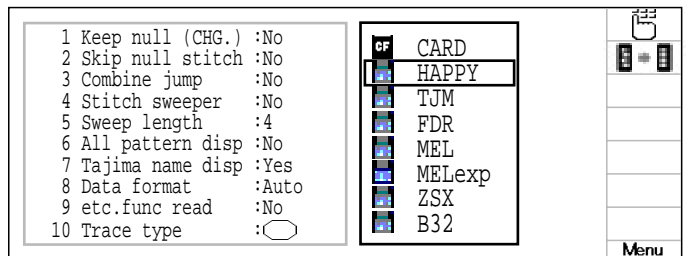 1 Keep null (CHG.) :No
2 Skip null stitch :No
3 Combine jump :No
4 Stitch sweeper :No
5 Sweep length :4
6 All pattern disp :No
7 Tajima name disp :Yes
8 Data format :Auto
9 etc.func read :No
10 Trace type :
CF CARD
HAPPY
TJM
FDR
MEL
MELexp
ZSX
B32
Menu